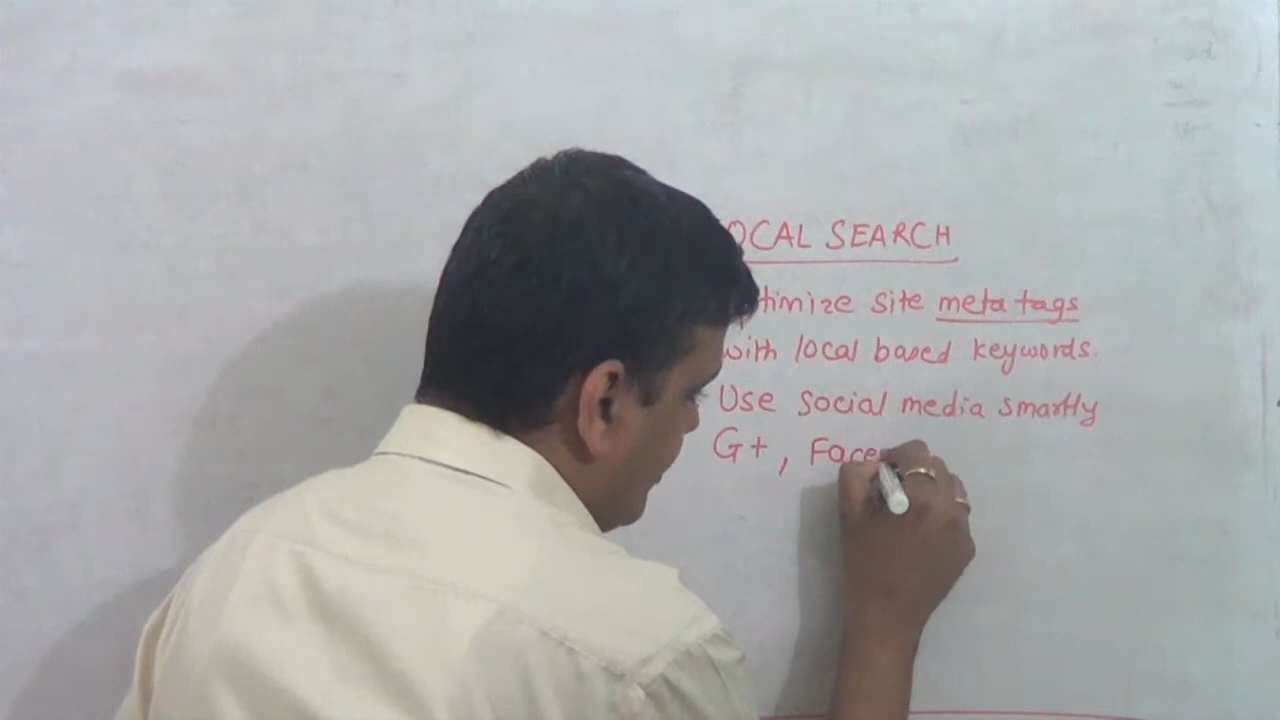 OCAL SEARCH
timize site meta tags
with local based keywords.
Use social media smartly
G+, Face